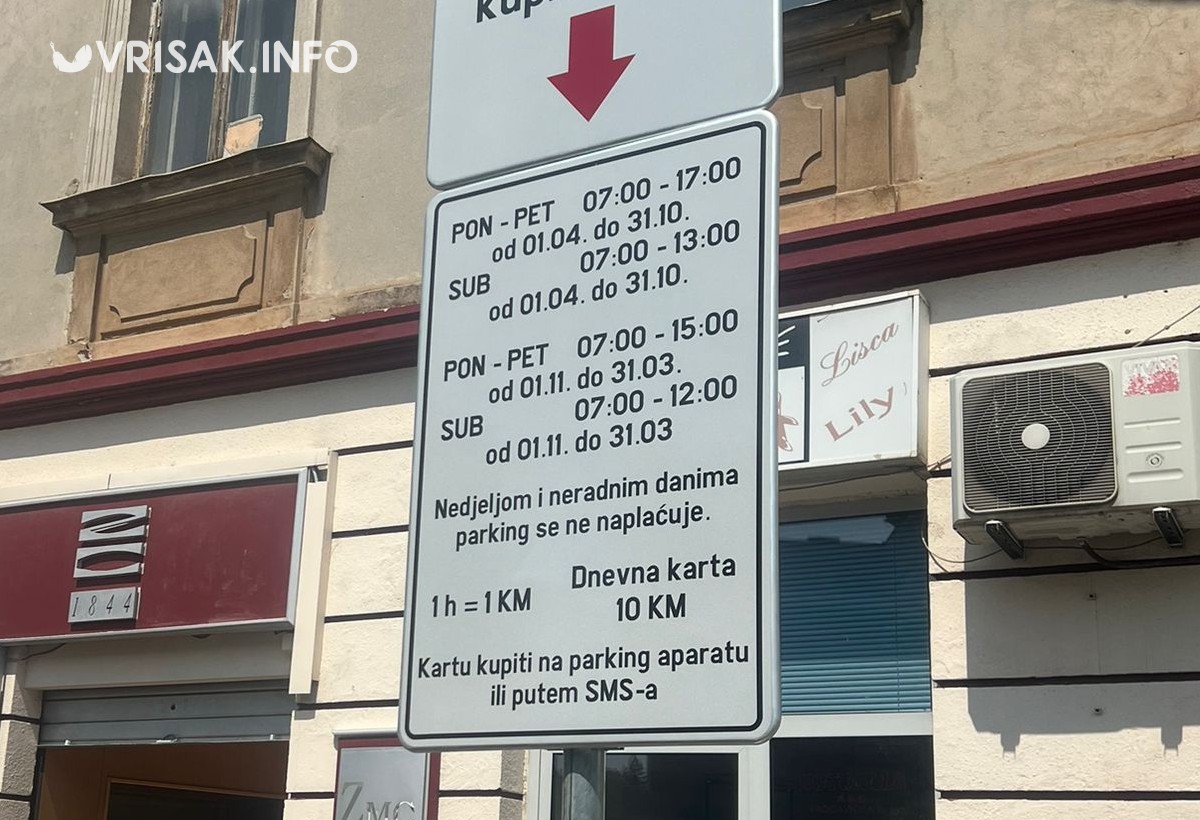 VRISAK.INFO
PON - PET 07:00 - 17:00
od 01.04. do 31.10.
SUB 07:00 - 13:00
od 01.04. do 31.10.
PON - PET 07:00 - 15:00
od 01.11. do 31.03.
SUB 07:00 - 12:00
od 01.11. do 31.03
Nedjeljom i neradnim danima
parking se ne naplaćuje.
Dnevna karta
1 h = 1 KM 10 KM
Kartu kupiti na parking aparatu
ili putem SMS-a
Lisca
Lily
1844